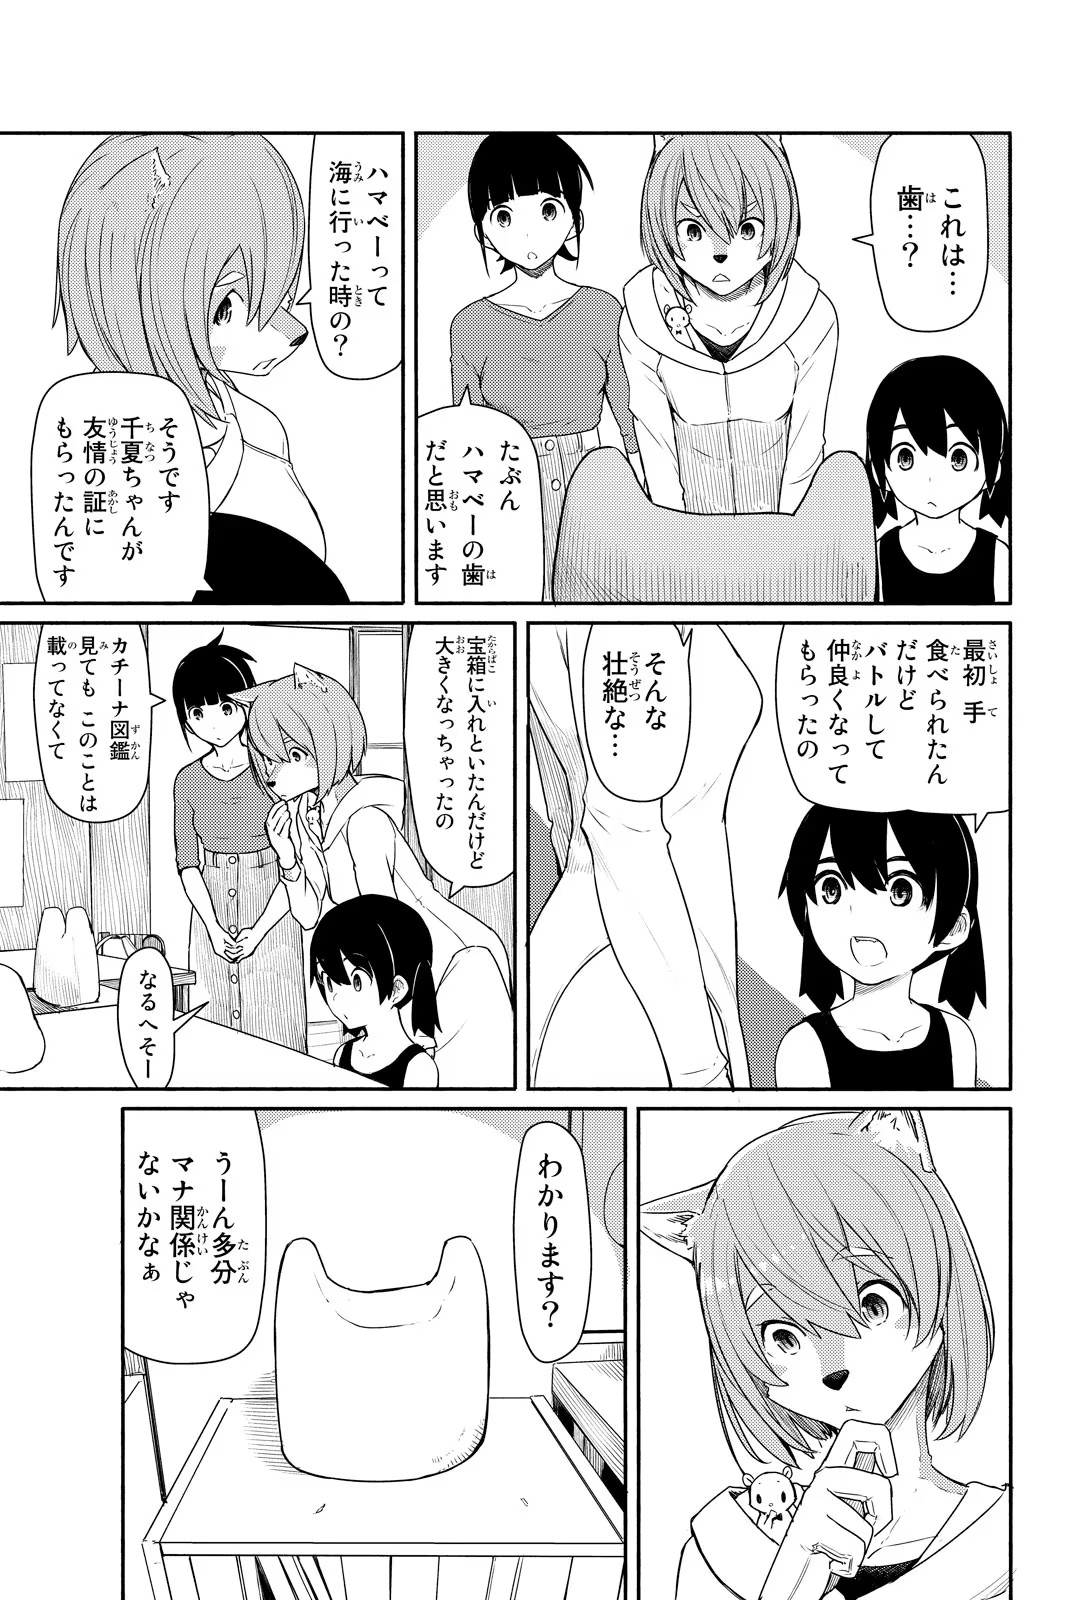 これは…
歯…？
たぶん
ハマベーの歯
だと思います
ハマベーって
海に行った時の？
そうです
千夏ちゃんが
友情の証に
もらったんです
最初 手
食べられたん
だけど
バトルして
仲良くなって
もらったの
そんな
壮絶な…
宝箱に入れといたんだけど
大きくなっちゃったの
カチーナ図鑑
見ても このことは
載ってなくて
なるへそー
わかります？
うーん多分
マナ関係じゃ
ないかなぁ